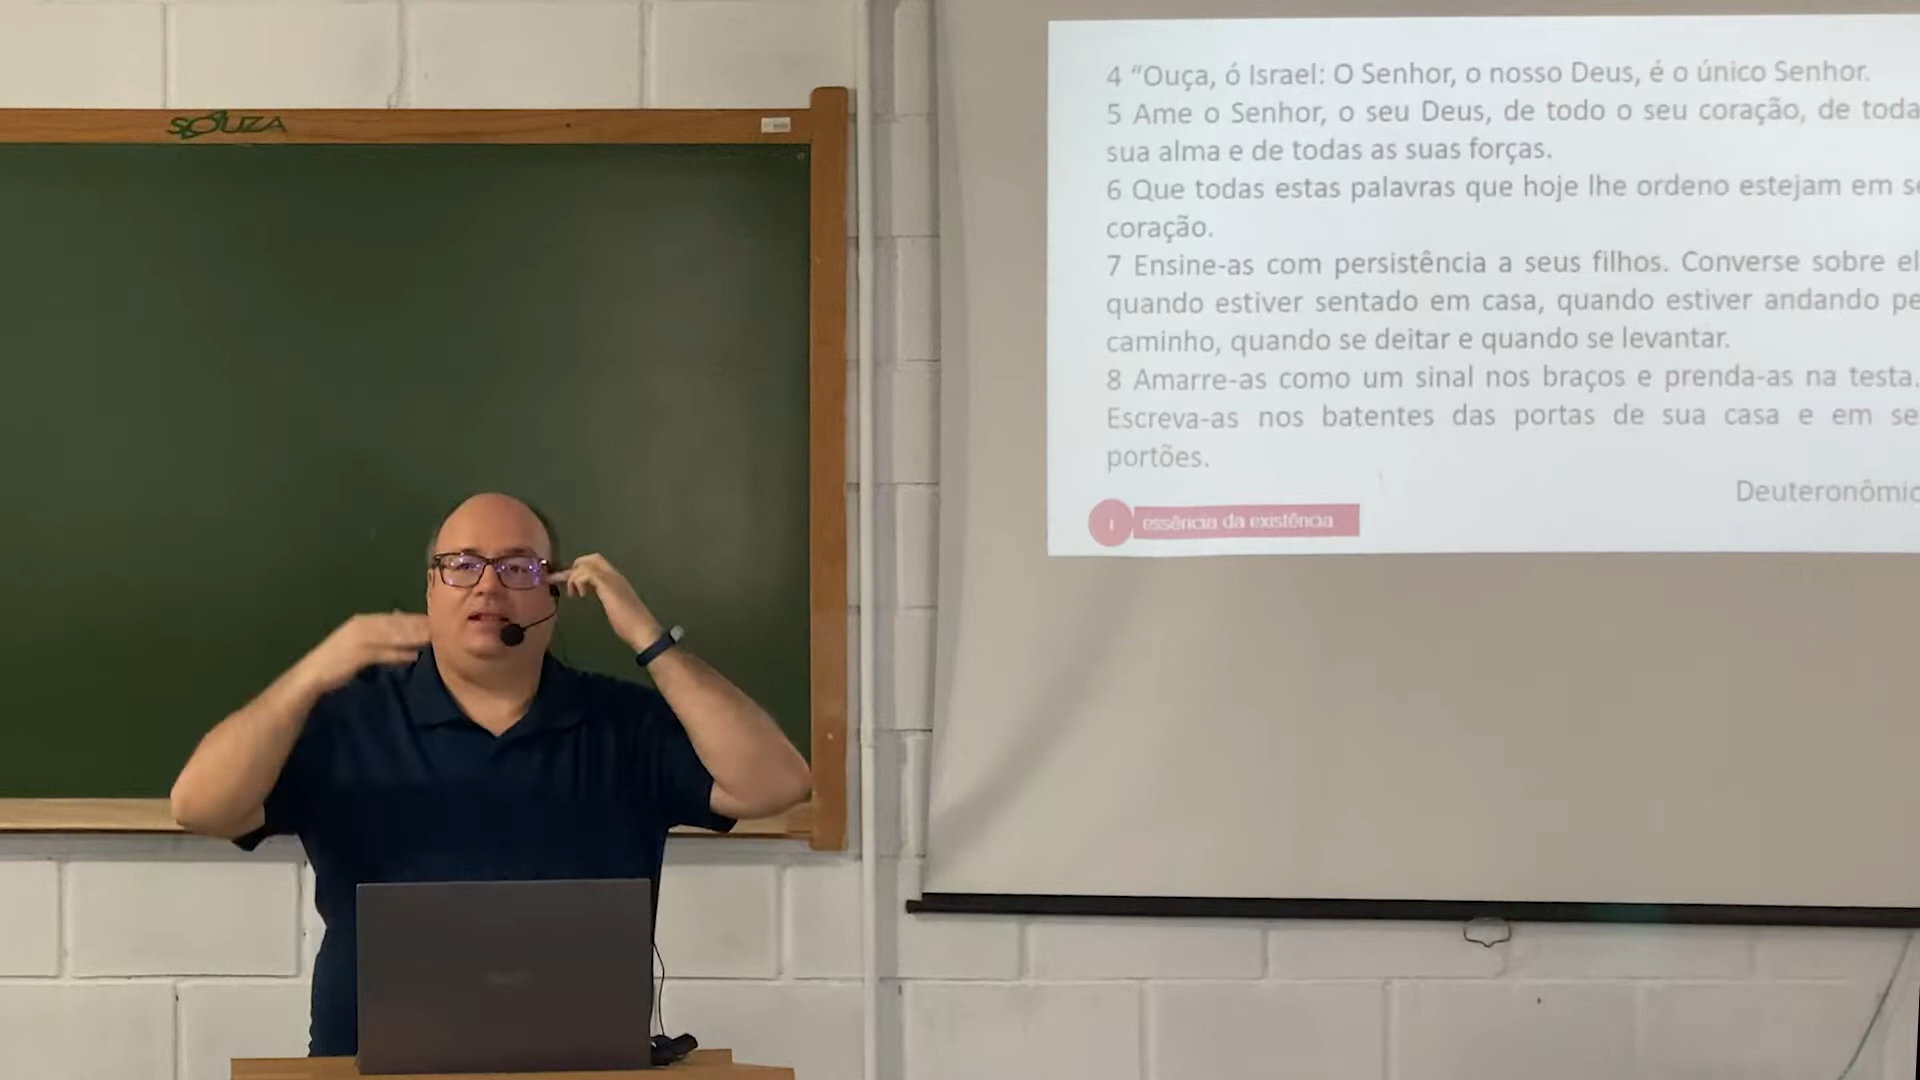 SOUZA
4 “Ouça, ó Israel: O Senhor, o nosso Deus, é o único Senhor.
5 Ame o Senhor, o seu Deus, de todo o seu coração, de toda
sua alma e de todas as suas forças.
6 Que todas estas palavras que hoje lhe ordeno estejam em
coração.
7 Ensine-as com persistência a seus filhos. Converse sobre
quando estiver sentado em casa, quando estiver andando
caminho, quando se deitar e quando se levantar.
8 Amarre-as como um sinal nos braços e prenda-as na testa.
Escreva-as nos batentes das portas de sua casa e em
portões.
essência da existência